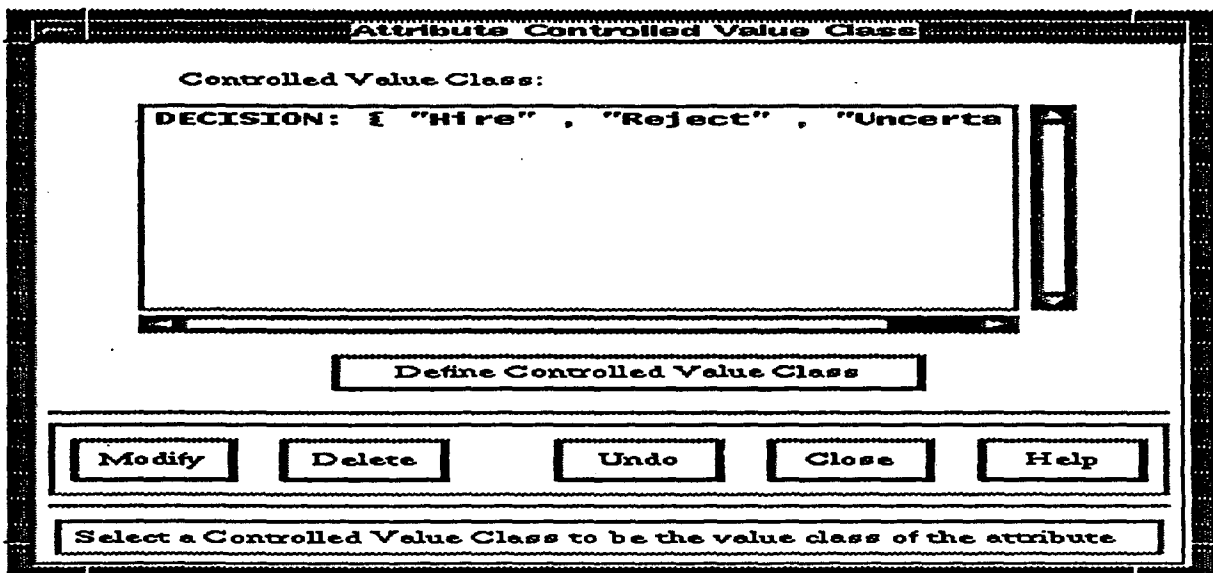 Attribute Controlled Value Class
Controlled Value Class:
DECISION: { "Hire" , "Reject" , "Uncerta
Define Controlled Value Class
Modify Delete Undo Close Help
Select a Controlled Value Class to be the value class of the attribute